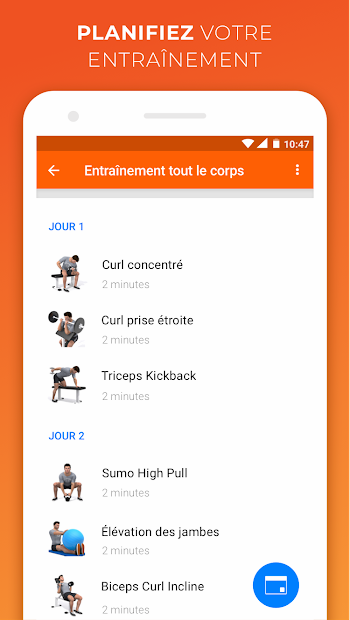 PLANIFIEZ VOTRE
ENTRAÎNEMENT
10:47
Entraînement tout le corps
JOUR 1
Curl concentré
2 minutes
Curl prise étroite
2 minutes
Triceps Kickback
2 minutes
JOUR 2
Sumo High Pull
2 minutes
Élévation des jambes
2 minutes
Biceps Curl Incline
2 minutes